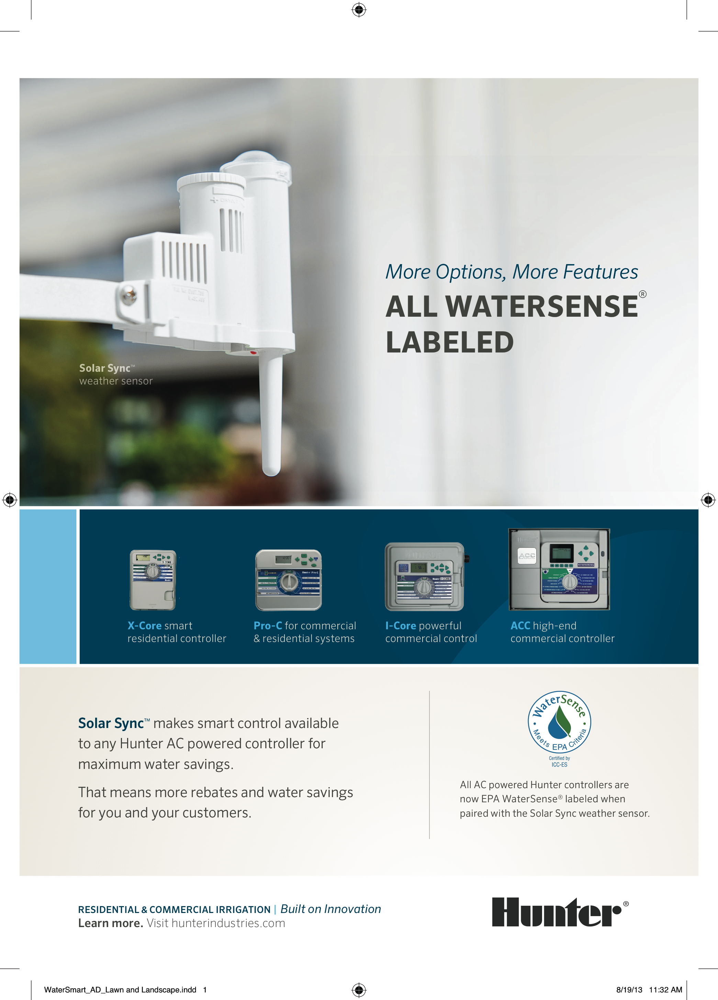 More Options, More Features
ALL WATERSENSE®
LABELED
Solar Sync™
weather sensor
X-Core smart
residential controller
Pro-C for commercial
& residential systems
I-Core powerful
commercial control
ACC high-end
commercial controller
Solar Sync™ makes smart control available
to any Hunter AC powered controller for
maximum water savings.
That means more rebates and water savings
for you and your customers.
WaterSense
Meets EPA Criteria
Certified by
ICC-ES
All AC powered Hunter controllers are
now EPA WaterSense® labeled when
paired with the Solar Sync weather sensor.
RESIDENTIAL & COMMERCIAL IRRIGATION | Built on Innovation
Learn more. Visit hunterindustries.com
Hunter®
WaterSmart_AD_Lawn and Landscape.indd 1
8/19/13 11:32 AM